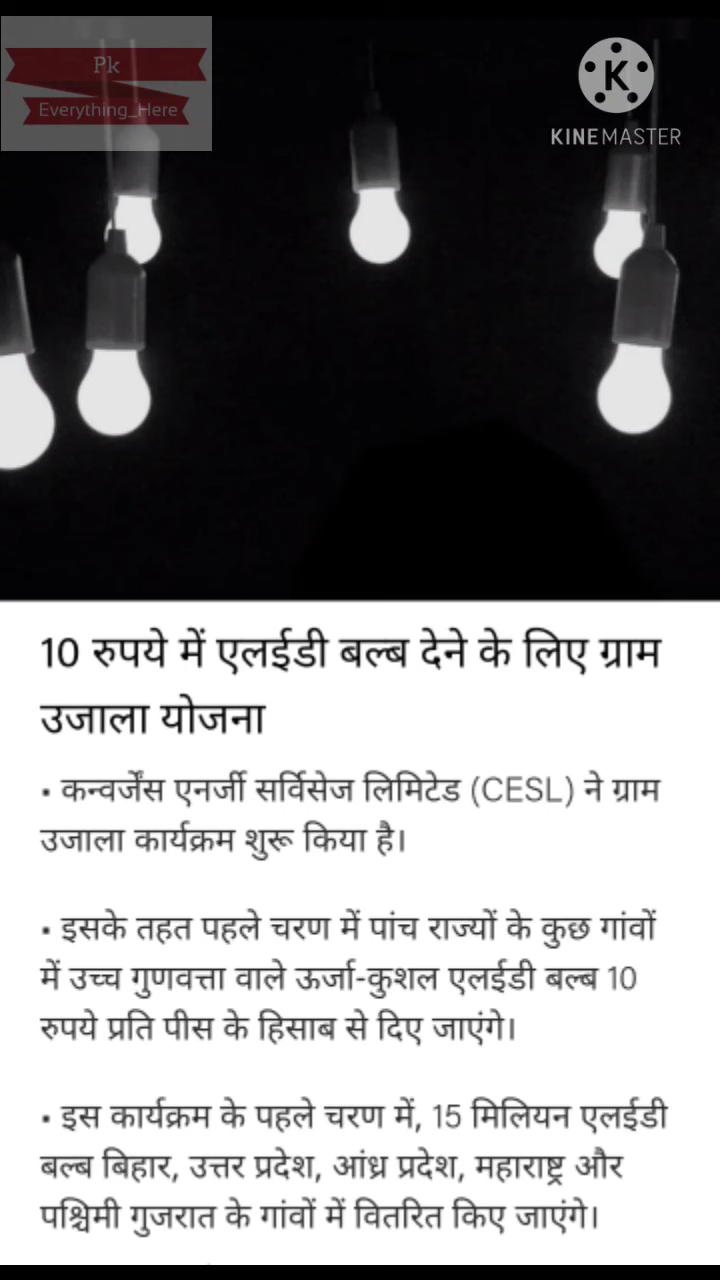 Pk
Everything_Here
K
KINEMASTER
10 रुपये में एलईडी बल्ब देने के लिए ग्राम
उजाला योजना
• कन्वर्जेंस एनर्जी सर्विसेज लिमिटेड (CESL) ने ग्राम
उजाला कार्यक्रम शुरू किया है।
• इसके तहत पहले चरण में पांच राज्यों के कुछ गांवों
में उच्च गुणवत्ता वाले ऊर्जा-कुशल एलईडी बल्ब 10
रुपये प्रति पीस के हिसाब से दिए जाएंगे।
• इस कार्यक्रम के पहले चरण में, 15 मिलियन एलईडी
बल्ब बिहार, उत्तर प्रदेश, आंध्र प्रदेश, महाराष्ट्र और
पश्चिमी गुजरात के गांवों में वितरित किए जाएंगे।